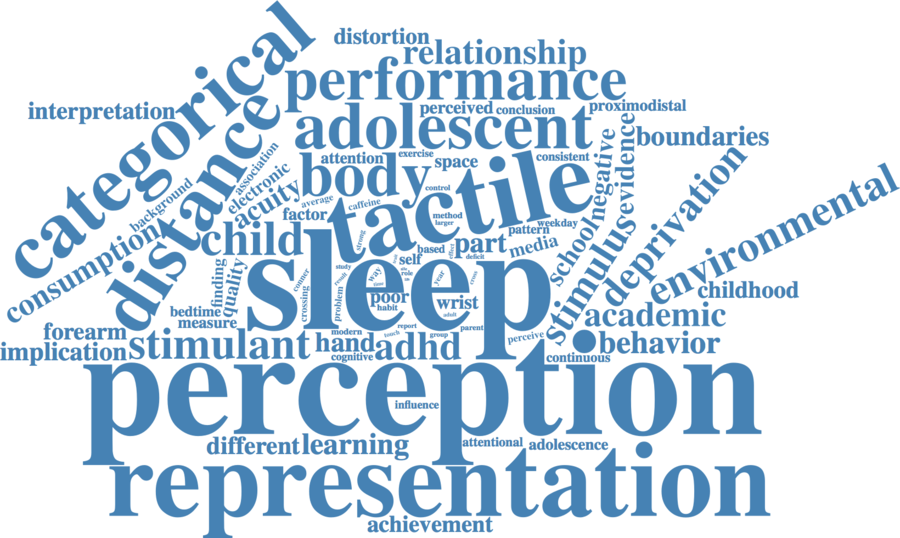 distortion
relationship
categorical
performance
interpretation
perceived
conclusion
proximodistal
adolescent
boundaries
distance
association
attention
exercise
space
consistent
negative
evidence
body
electronic
background
acuity
average
caffeine
control
tactile
deprivation
environmental
factor
method
larger
weekday
pattern
consumption
child
strong
based
effect
part
media
school
stimulus
self
deficit
sleep
finding
quality
conner
crossing
study
result
problem
way
time
role
year
poor
habit
wrist
adult
childhood
bedtime
measure
academic
forearm
modern
touch
report
group
parent
perceive
implication
stimulant
hand
adhd
behavior
cognitive
continuous
perception
influence
different
learning
attentional
adolescence
representation
achievement